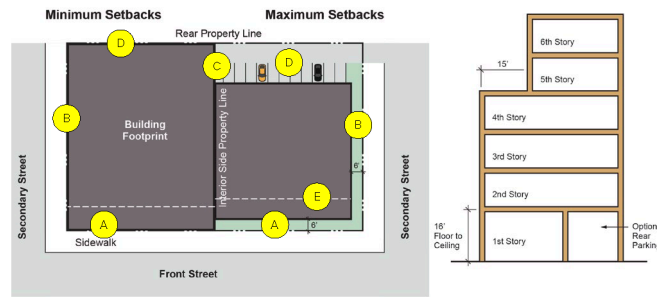 Minimum Setbacks
Maximum Setbacks
Rear Property Line
D
C
D
B
B
Building
Footprint
Interior Side Property Line
Secondary Street
Secondary Street
6'
E
A
A
6'
Sidewalk
Front Street
6th Story
15'
5th Story
4th Story
3rd Story
2nd Story
16'
Floor to
Ceiling
1st Story
Option
Rear
Parkin